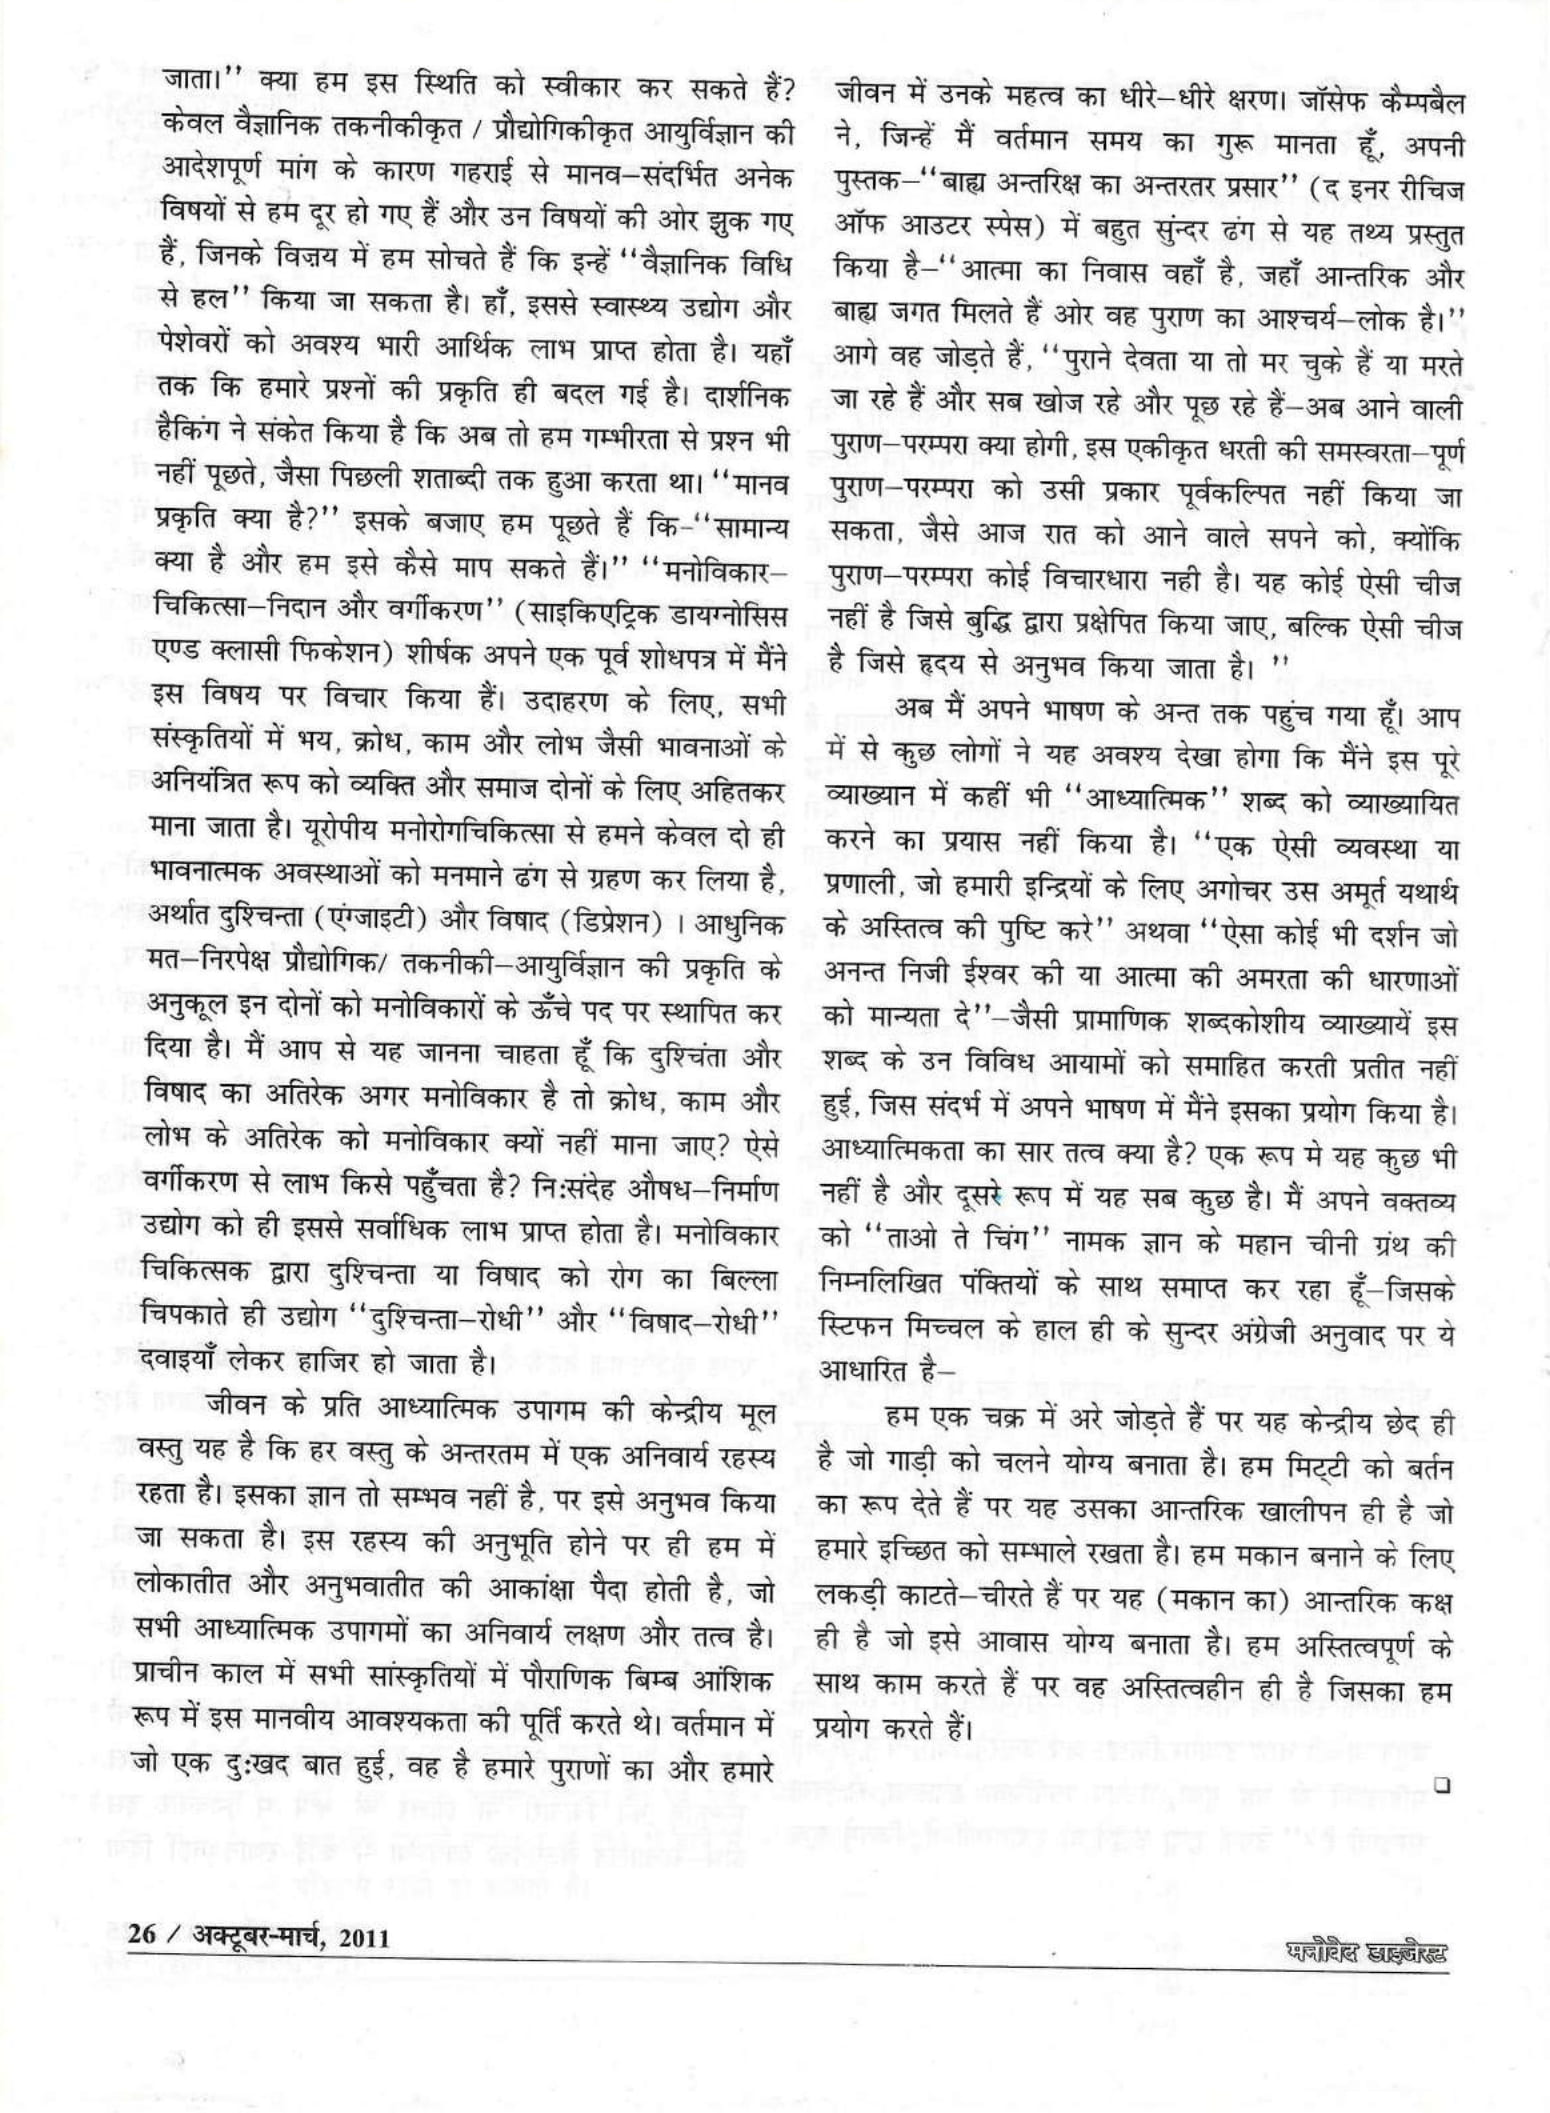 जाता।’’ क्या हम इस स्थिति को स्वीकार कर सकते हैं?
केवल वैज्ञानिक तकनीकीकृत / प्रौद्योगिकीकृत आयुर्विज्ञान की
आदेशपूर्ण मांग के कारण गहराई से मानव–संदर्भित अनेक
विषयों से हम दूर हो गए हैं और उन विषयों की ओर झुक गए
हैं, जिनके विज़य में हम सोचते हैं कि इन्हें ‘‘वैज्ञानिक विधि
से हल’’ किया जा सकता है। हाँ, इससे स्वास्थ्य उद्योग और
पेशेवरों को अवश्य भारी आर्थिक लाभ प्राप्त होता है। यहाँ
तक कि हमारे प्रश्नों की प्रकृति ही बदल गई है। दार्शनिक
हैकिंग ने संकेत किया है कि अब तो हम गम्भीरता से प्रश्न भी
नहीं पूछते, जैसा पिछली शताब्दी तक हुआ करता था। ‘‘मानव
प्रकृति क्या है?’’ इसके बजाए हम पूछते हैं कि-‘‘सामान्य
क्या है और हम इसे कैसे माप सकते हैं।’’ ‘‘मनोविकार–
चिकित्सा–निदान और वर्गीकरण’’ (साइकिएट्रिक डायग्नोसिस
एण्ड क्लासी फिकेशन) शीर्षक अपने एक पूर्व शोधपत्र में मैंने
इस विषय पर विचार किया हैं। उदाहरण के लिए, सभी
संस्कृतियों में भय, क्रोध, काम और लोभ जैसी भावनाओं के
अनियंत्रित रूप को व्यक्ति और समाज दोनों के लिए अहितकर
माना जाता है। यूरोपीय मनोरोगचिकित्सा से हमने केवल दो ही
भावनात्मक अवस्थाओं को मनमाने ढंग से ग्रहण कर लिया है,
अर्थात दुश्चिन्ता (एंग्जाइटी) और विषाद (डिप्रेशन) । आधुनिक
मत–निरपेक्ष प्रौद्योगिक/ तकनीकी–आयुर्विज्ञान की प्रकृति के
अनुकूल इन दोनों को मनोविकारों के ऊँचे पद पर स्थापित कर
दिया है। मैं आप से यह जानना चाहता हूँ कि दुश्चिंता और
विषाद का अतिरेक अगर मनोविकार है तो क्रोध, काम और
लोभ के अतिरेक को मनोविकार क्यों नहीं माना जाए? ऐसे
वर्गीकरण से लाभ किसे पहुँचता है? नि:संदेह औषध–निर्माण
उद्योग को ही इससे सर्वाधिक लाभ प्राप्त होता है। मनोविकार
चिकित्सक द्वारा दुश्चिन्ता या विषाद को रोग का बिल्ला
चिपकाते ही उद्योग ‘‘दुश्चिन्ता–रोधी’’ और ‘‘विषाद–रोधी’’
दवाइयाँ लेकर हाजिर हो जाता है।
जीवन के प्रति आध्यात्मिक उपागम की केन्द्रीय मूल
वस्तु यह है कि हर वस्तु के अन्तरतम में एक अनिवार्य रहस्य
रहता है। इसका ज्ञान तो सम्भव नहीं है, पर इसे अनुभव किया
जा सकता है। इस रहस्य की अनुभूति होने पर ही हम में
लोकातीत और अनुभवातीत की आकांक्षा पैदा होती है, जो
सभी आध्यात्मिक उपागमों का अनिवार्य लक्षण और तत्व है।
प्राचीन काल में सभी सांस्कृतियों में पौराणिक बिम्ब आंशिक
रूप में इस मानवीय आवश्यकता की पूर्ति करते थे। वर्तमान में
जो एक दु:खद बात हुई, वह है हमारे पुराणों का और हमारे
जीवन में उनके महत्व का धीरे–धीरे क्षरण। जॉसेफ कैम्पबैल
ने, जिन्हें मैं वर्तमान समय का गुरू मानता हूँ, अपनी
पुस्तक–‘‘बाह्य अन्तरिक्ष का अन्तरतर प्रसार’’ (द इनर रीचिज
ऑफ आउटर स्पेस) में बहुत सुंन्दर ढंग से यह तथ्य प्रस्तुत
किया है–‘‘आत्मा का निवास वहाँ है, जहाँ आन्तरिक और
बाह्य जगत मिलते हैं ओर वह पुराण का आश्चर्य–लोक है।’’
आगे वह जोड़ते हैं, ‘‘पुराने देवता या तो मर चुके हैं या मरते
जा रहे हैं और सब खोज रहे और पूछ रहे हैं–अब आने वाली
पुराण–परम्परा क्या होगी, इस एकीकृत धरती की समस्वरता–पूर्ण
पुराण–परम्परा को उसी प्रकार पूर्वकल्पित नहीं किया जा
सकता, जैसे आज रात को आने वाले सपने को, क्योंकि
पुराण–परम्परा कोई विचारधारा नही है। यह कोई ऐसी चीज
नहीं है जिसे बुद्धि द्वारा प्रक्षेपित किया जाए, बल्कि ऐसी चीज
है जिसे हृदय से अनुभव किया जाता है। ’’
अब मैं अपने भाषण के अन्त तक पहुंच गया हूँ। आप
में से कुछ लोगों ने यह अवश्य देखा होगा कि मैंने इस पूरे
व्याख्यान में कहीं भी ‘‘आध्यात्मिक’’ शब्द को व्याख्यायित
करने का प्रयास नहीं किया है। ‘‘एक ऐसी व्यवस्था या
प्रणाली, जो हमारी इन्द्रियों के लिए अगोचर उस अमूर्त यथार्थ
के अस्तित्व की पुष्टि करे’’ अथवा ‘‘ऐसा कोई भी दर्शन जो
अनन्त निजी ईश्वर की या आत्मा की अमरता की धारणाओं
को मान्यता दे’’–जैसी प्रामाणिक शब्दकोशीय व्याख्यायें इस
शब्द के उन विविध आयामों को समाहित करती प्रतीत नहीं
हुई, जिस संदर्भ में अपने भाषण में मैंने इसका प्रयोग किया है।
आध्यात्मिकता का सार तत्व क्या है? एक रूप मे यह कुछ भी
नहीं है और दूसरे रूप में यह सब कुछ है। मैं अपने वक्तव्य
को ‘‘ताओ ते चिंग’’ नामक ज्ञान के महान चीनी ग्रंथ की
निम्नलिखित पंक्तियों के साथ समाप्त कर रहा हूँ–जिसके
स्टिफन मिच्चल के हाल ही के सुन्दर अंग्रेजी अनुवाद पर ये
आधारित है–
हम एक चक्र में अरे जोड़ते हैं पर यह केन्द्रीय छेद ही
है जो गाड़ी को चलने योग्य बनाता है। हम मिट्टी को बर्तन
का रूप देते हैं पर यह उसका आन्तरिक खालीपन ही है जो
हमारे इच्छित को सम्भाले रखता है। हम मकान बनाने के लिए
लकड़ी काटते–चीरते हैं पर यह (मकान का) आन्तरिक कक्ष
ही है जो इसे आवास योग्य बनाता है। हम अस्तित्वपूर्ण के
साथ काम करते हैं पर वह अस्तित्वहीन ही है जिसका हम
प्रयोग करते हैं।
26 / अक्टूबर-मार्च, 2011
मनोवेद डाइजेस्ट